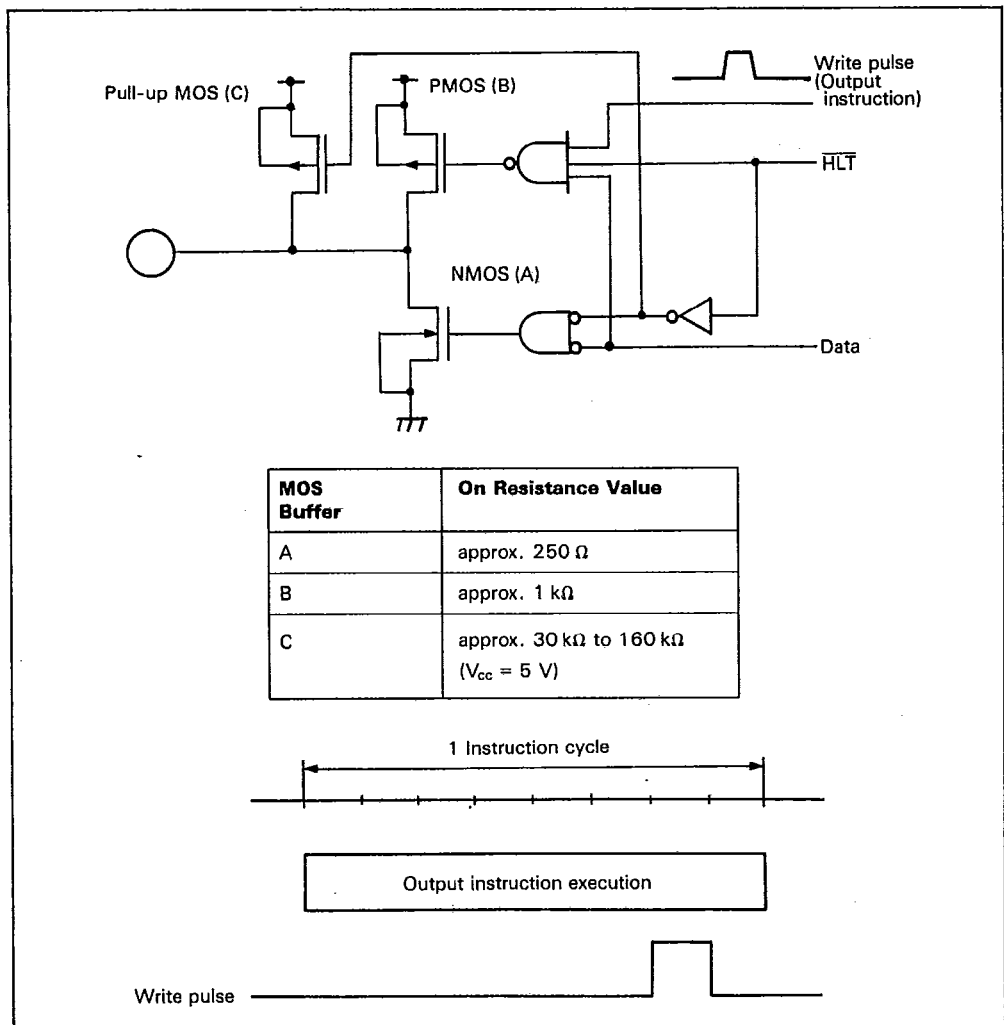 Write pulse
(Output
instruction)
Pull-up MOS (C)
PMOS (B)
HLT
NMOS (A)
Data
MOS Buffer
On Resistance Value
A
approx. 250 Ω
B
approx. 1 kΩ
C
approx. 30 kΩ to 160 kΩ
(Vcc = 5 V)
1 Instruction cycle
Output instruction execution
Write pulse